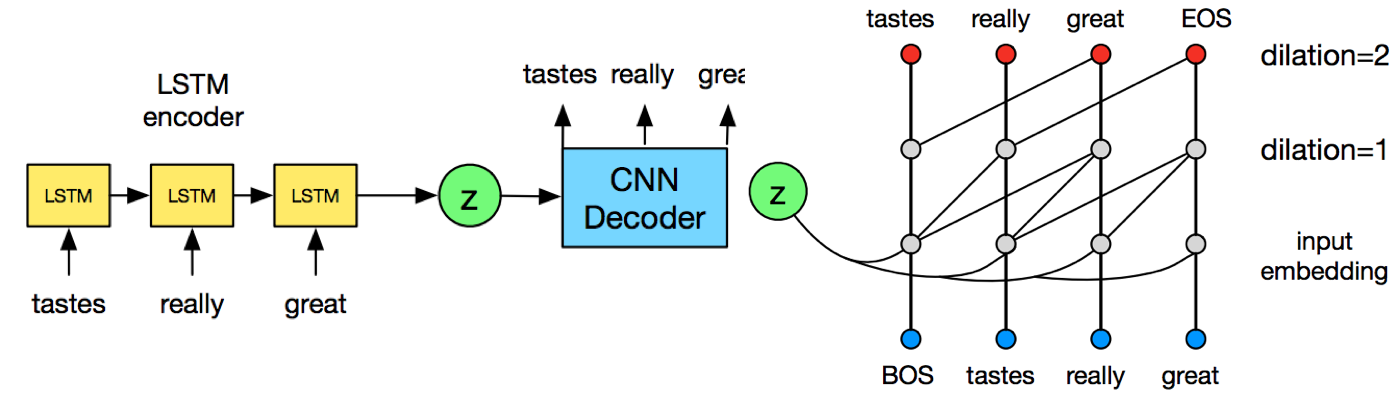 LSTM
encoder
LSTM LSTM LSTM
tastes really great
z
tastes really grea
CNN
Decoder
z
tastes really great EOS
dilation=2
dilation=1
input
embedding
BOS tastes really great